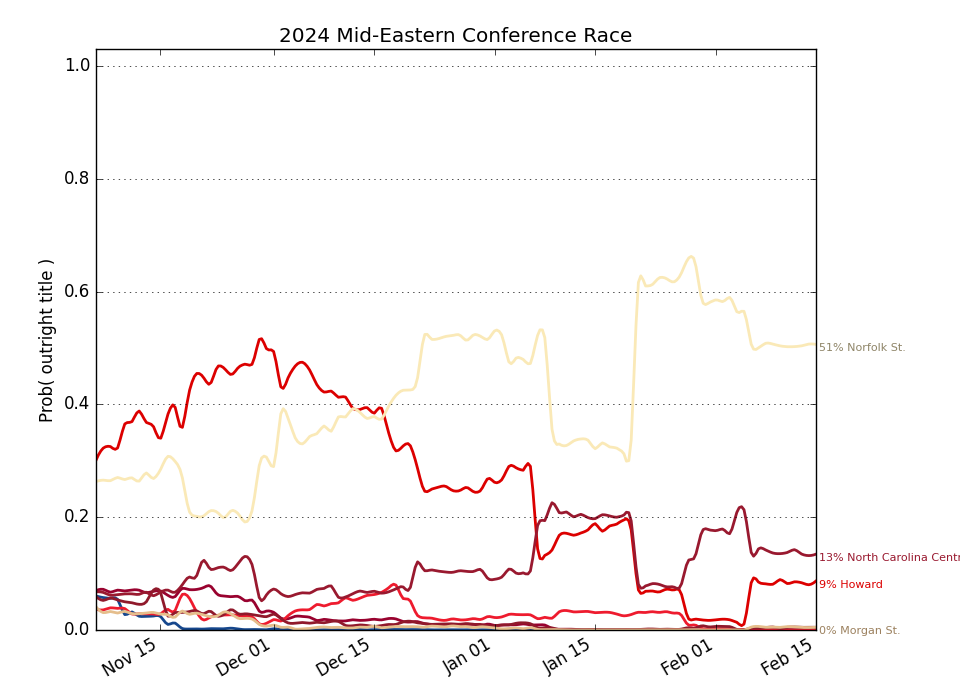 2024 Mid-Eastern Conference Race
Prob( outright title )
1.0
0.8
0.6
0.4
0.2
0.0
51% Norfolk St.
13% North Carolina Centr
9% Howard
0% Morgan St.
Nov 15
Dec 01
Dec 15
Jan 01
Jan 15
Feb 01
Feb 15